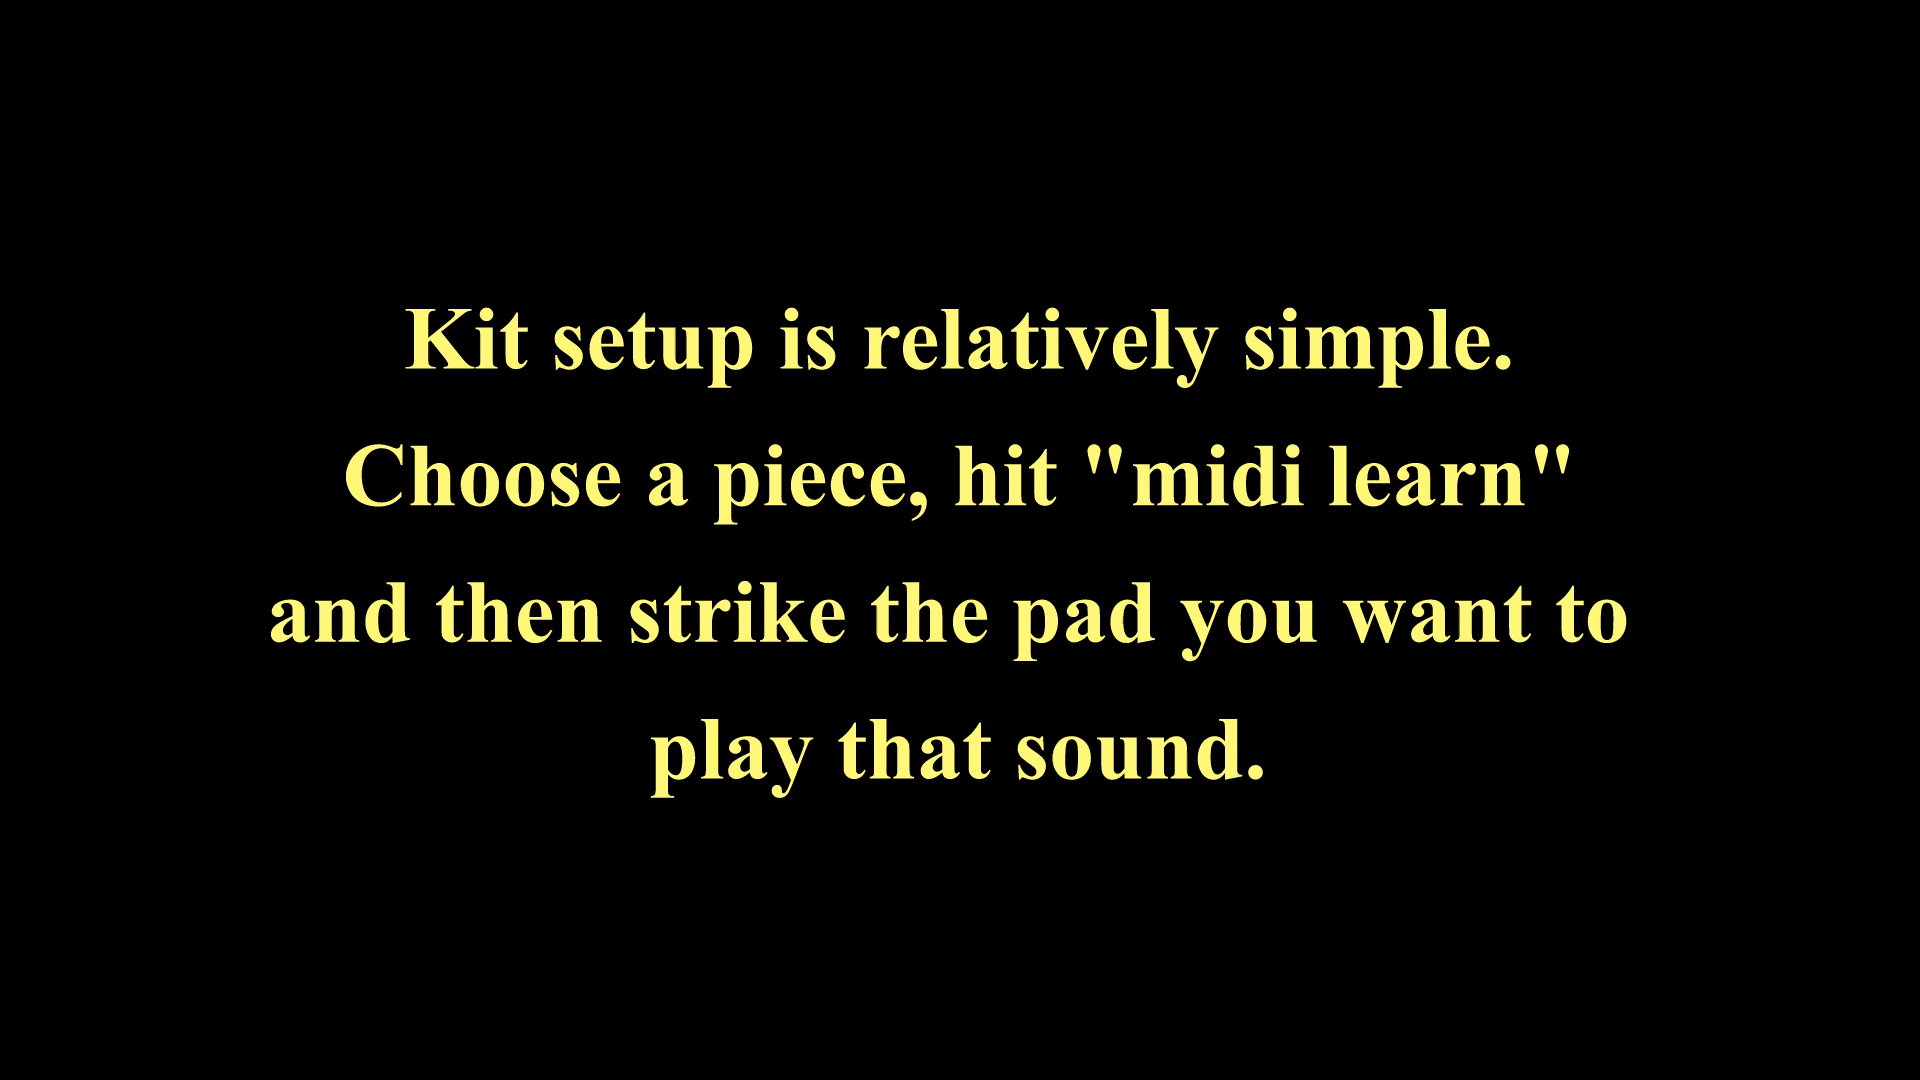 Kit setup is relatively simple.
Choose a piece, hit "midi learn"
and then strike the pad you want to
play that sound.